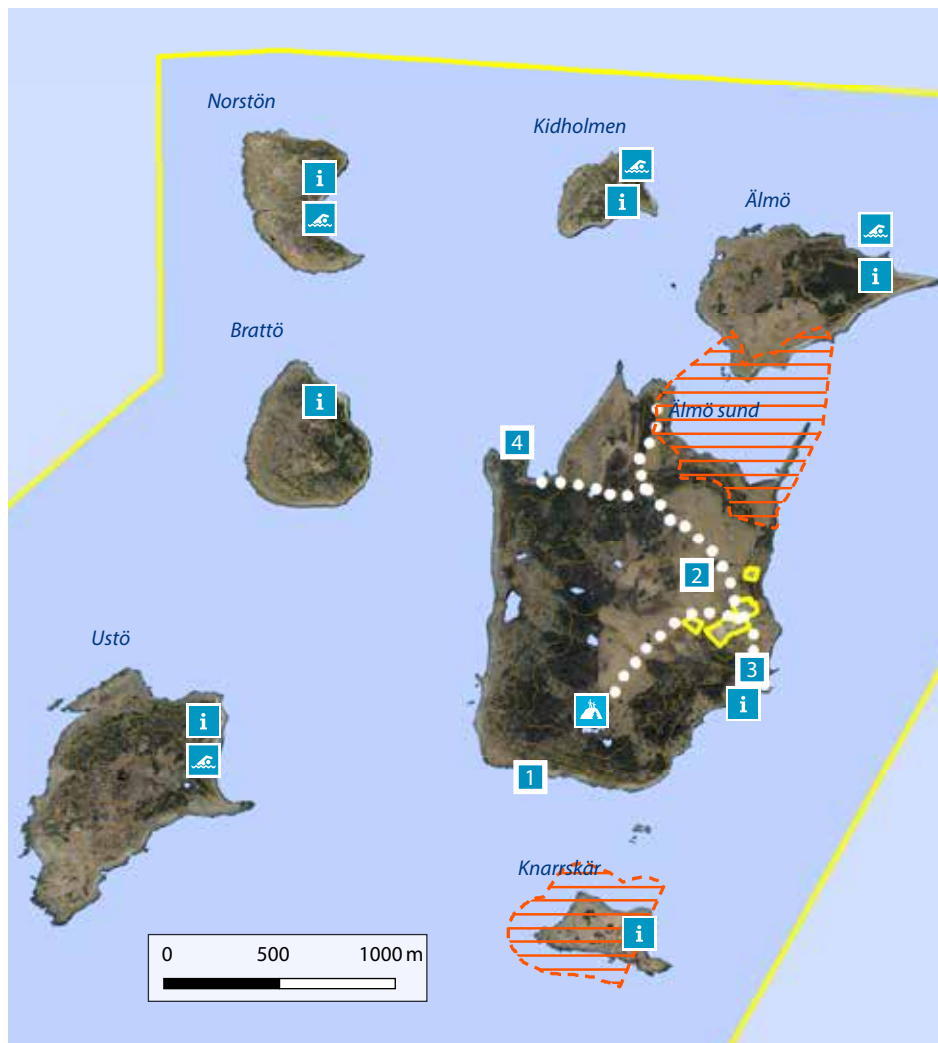 Norstön
Kidholmen
Älmö
i
i
i
Brattö
i
Älmö sund
4
2
Ustö
3
i
i
1
Knarrskär
i
0 500 1000 m